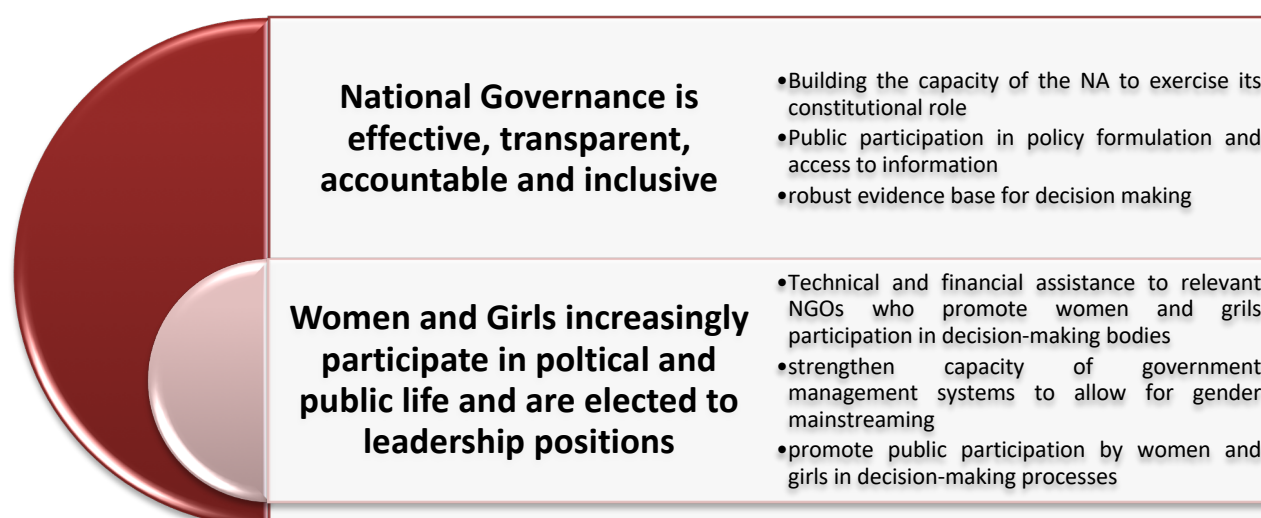 National Governance is
effective, transparent,
accountable and inclusive
•Building the capacity of the NA to exercise its
constitutional role
•Public participation in policy formulation and
access to information
•robust evidence base for decision making
Women and Girls increasingly
participate in poltical and
public life and are elected to
leadership positions
•Technical and financial assistance to relevant
NGOs who promote women and grils
participation in decision-making bodies
•strengthen capacity of government
management systems to allow for gender
mainstreaming
•promote public participation by women and
girls in decision-making processes